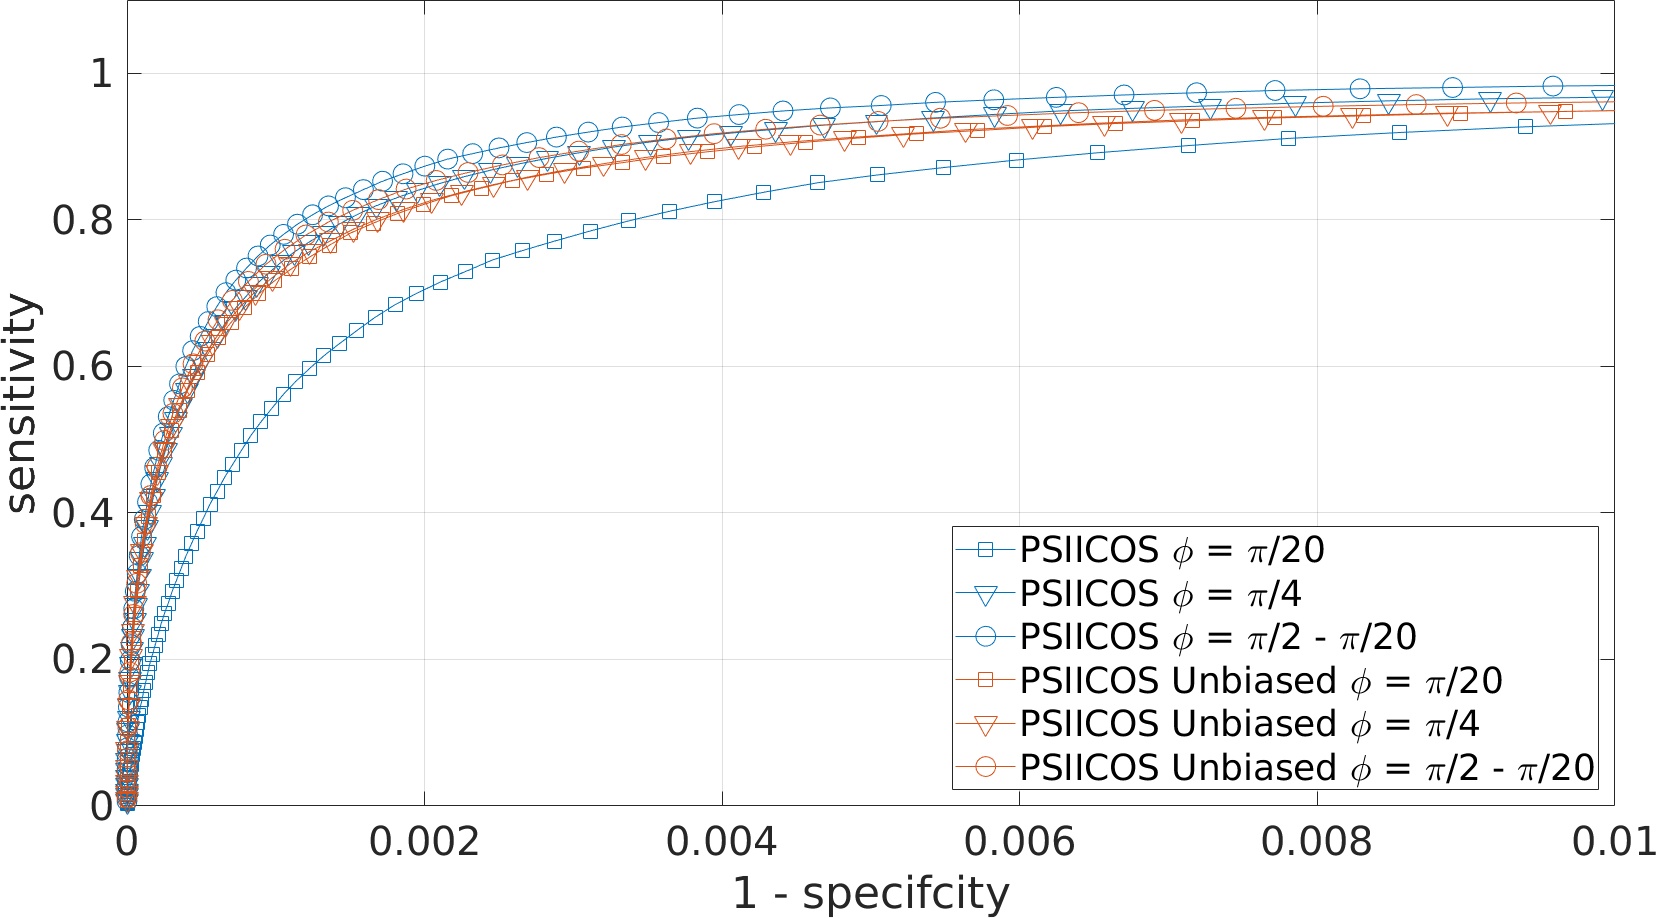 1
0.8
0.6
0.4
0.2
0
0
0.002
0.004
0.006
0.008
0.01
sensitivity
1 - specifcity
PSIICOS ϕ = π/20
PSIICOS ϕ = π/4
PSIICOS ϕ = π/2 - π/20
PSIICOS Unbiased ϕ = π/20
PSIICOS Unbiased ϕ = π/4
PSIICOS Unbiased ϕ = π/2 - π/20